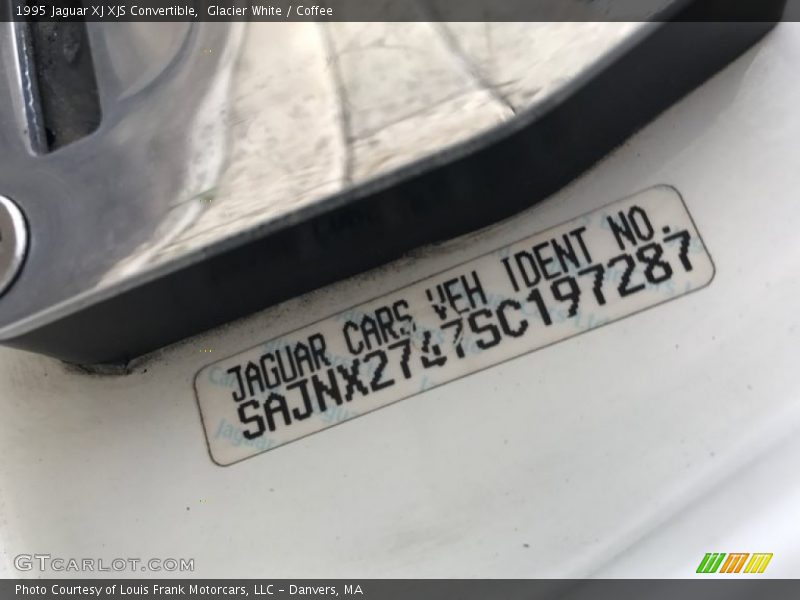 1995 Jaguar XJ XJS Convertible, Glacier White / Coffee
JAGUAR CARS VEH IDENT NO.
SAJNX2747SC197287
GTCARLOT.COM
Photo Courtesy of Louis Frank Motorcars, LLC – Danvers, MA